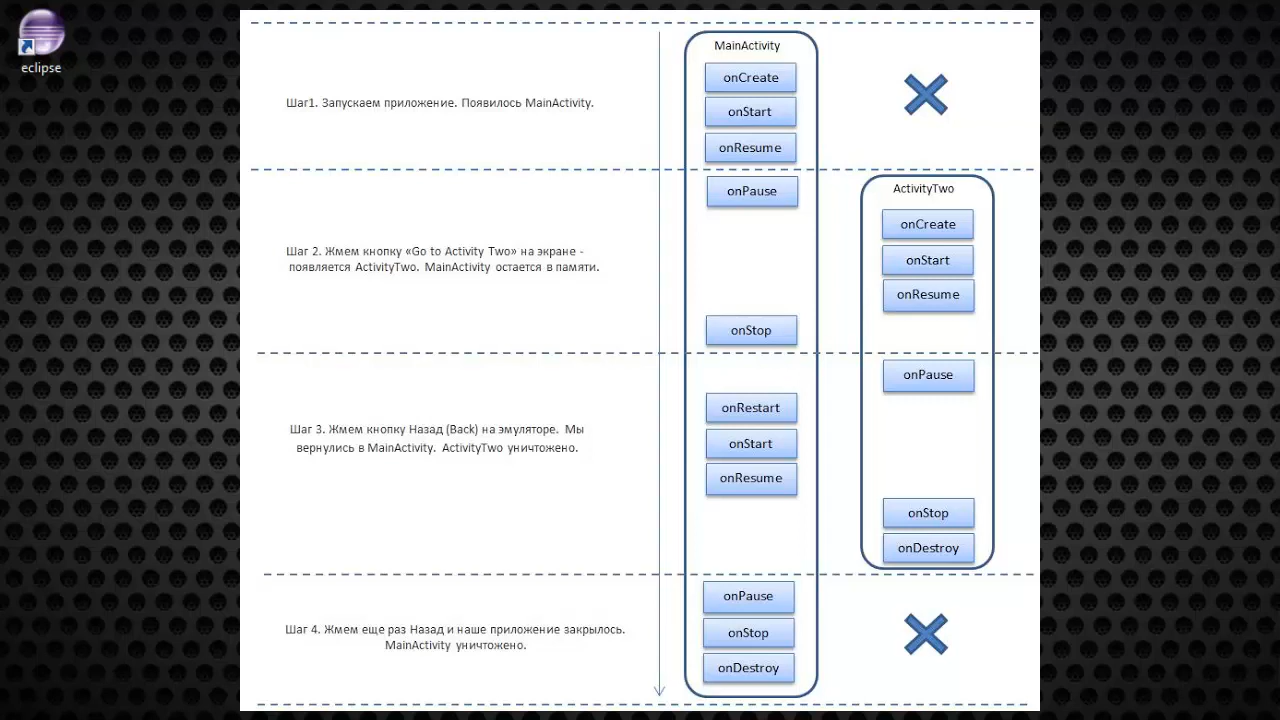 eclipse
MainActivity
onCreate
Шаг1. Запускаем приложение. Появилось MainActivity.
onStart
onResume
onPause
ActivityTwo
onCreate
Шаг 2. Жмем кнопку «Go to Activity Two» на экране -
появляется ActivityTwo. MainActivity остается в памяти.
onStart
onResume
onStop
onPause
onRestart
Шаг 3. Жмем кнопку Назад (Back) на эмуляторе. Мы
вернулись в MainActivity. ActivityTwo уничтожено.
onStart
onResume
onStop
onDestroy
onPause
Шаг 4. Жмем еще раз Назад и наше приложение закрылось.
MainActivity уничтожено.
onStop
onDestroy